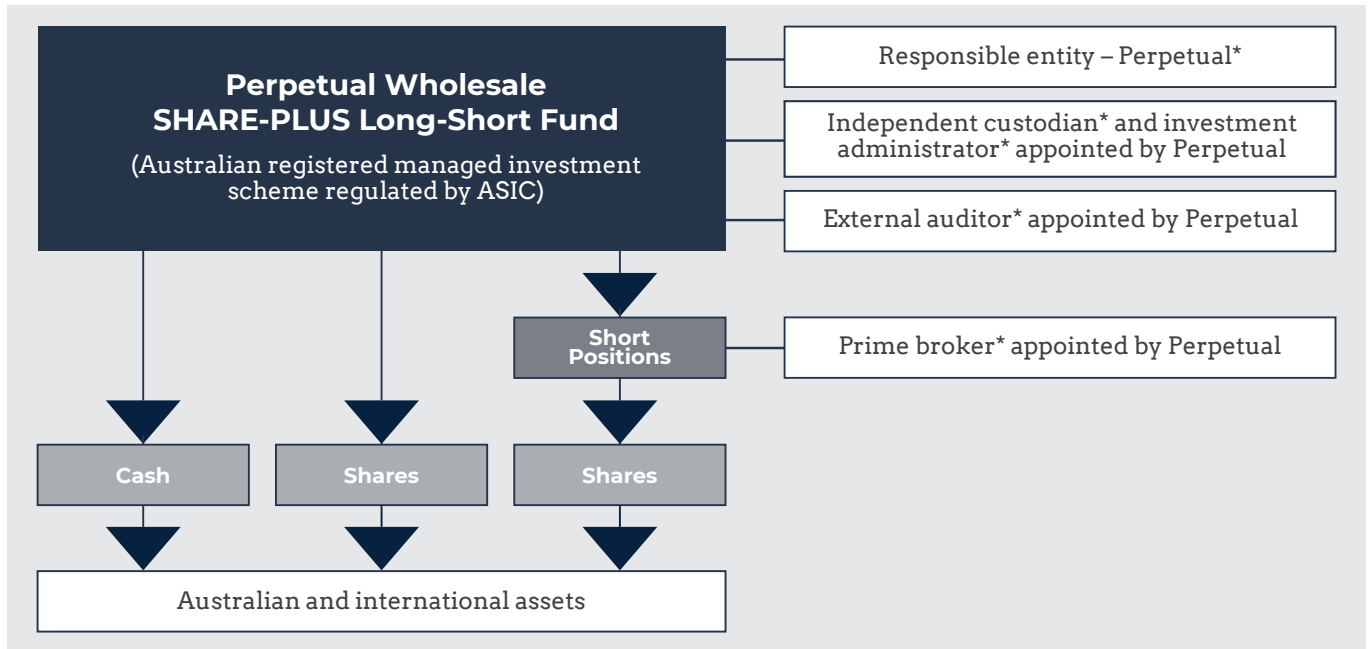 Perpetual Wholesale
SHARE-PLUS Long-Short Fund
(Australian registered managed investment
scheme regulated by ASIC)
Responsible entity – Perpetual*
Independent custodian* and investment
administrator* appointed by Perpetual
External auditor* appointed by Perpetual
Short
Positions
Prime broker* appointed by Perpetual
Cash
Shares
Shares
Australian and international assets